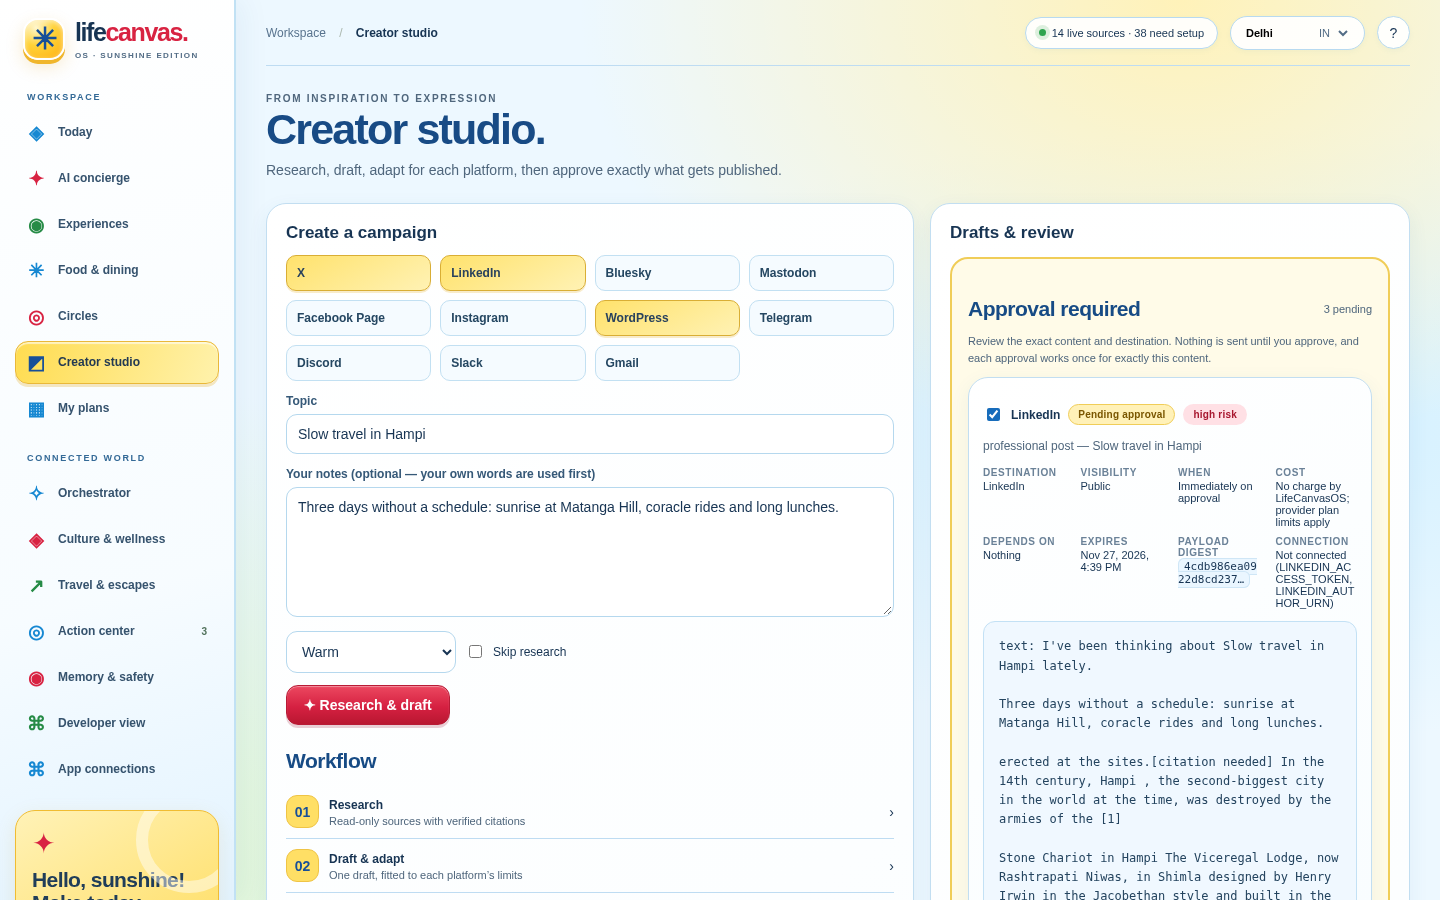 lifecanvas.
OS · SUNSHINE EDITION
WORKSPACE
Today
AI concierge
Experiences
Food & dining
Circles
Creator studio
My plans
CONNECTED WORLD
Orchestrator
Culture & wellness
Travel & escapes
Action center 3
Memory & safety
Developer view
App connections
Hello, sunshine!
Workspace / Creator studio
14 live sources · 38 need setup
Delhi IN
?
FROM INSPIRATION TO EXPRESSION
Creator studio.
Research, draft, adapt for each platform, then approve exactly what gets published.
Create a campaign
X LinkedIn Bluesky Mastodon
Facebook Page Instagram WordPress Telegram
Discord Slack Gmail
Topic
Slow travel in Hampi
Your notes (optional — your own words are used first)
Three days without a schedule: sunrise at Matanga Hill, coracle rides and long lunches.
Warm
Skip research
✦ Research & draft
Workflow
01 Research
Read-only sources with verified citations
›
02 Draft & adapt
One draft, fitted to each platform's limits
›
Drafts & review
Approval required
3 pending
Review the exact content and destination. Nothing is sent until you approve, and
each approval works once for exactly this content.
LinkedIn Pending approval high risk
professional post — Slow travel in Hampi
DESTINATION
LinkedIn
VISIBILITY
Public
WHEN
Immediately on
approval
COST
No charge by
LifeCanvasOS;
provider plan
limits apply
DEPENDS ON
Nothing
EXPIRES
Nov 27, 2026,
4:39 PM
PAYLOAD
DIGEST
4cdb986ea09
22d8cd237…
CONNECTION
Not connected
(LINKEDIN_AC
CESS_TOKEN,
LINKEDIN_AUT
HOR_URN)
text: I've been thinking about Slow travel in
Hampi lately.
Three days without a schedule: sunrise at
Matanga Hill, coracle rides and long lunches.
erected at the sites.[citation needed] In the
14th century, Hampi , the second-biggest city
in the world at the time, was destroyed by the
armies of the [1]
Stone Chariot in Hampi The Viceregal Lodge, now
Rashtrapati Niwas, in Shimla designed by Henry
Irwin in the Jacobethan style and built in the